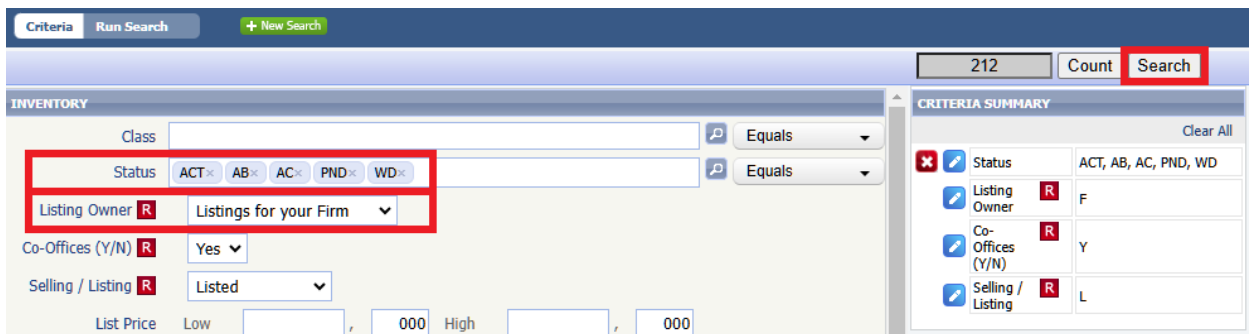 Criteria Run Search + New Search
212 Count Search
INVENTORY
Class Equals
Status ACT× AB× AC× PND× WD× Equals
Listing Owner R Listings for your Firm
Co-Offices (Y/N) R Yes
Selling / Listing R Listed
List Price Low , 000 High , 000
CRITERIA SUMMARY
Clear All
Status ACT, AB, AC, PND, WD
Listing Owner R F
Co-Offices (Y/N) R Y
Selling / Listing R L